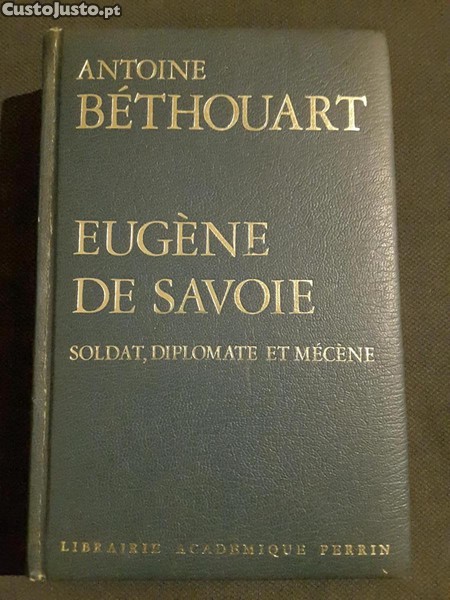 CustoJusto.pt
ANTOINE
BÉTHOUART
EUGÈNE
DE SAVOIE
SOLDAT, DIPLOMATE ET MÉCÈNE
LIBRAIRIE ACADÉMIQUE PERRIN